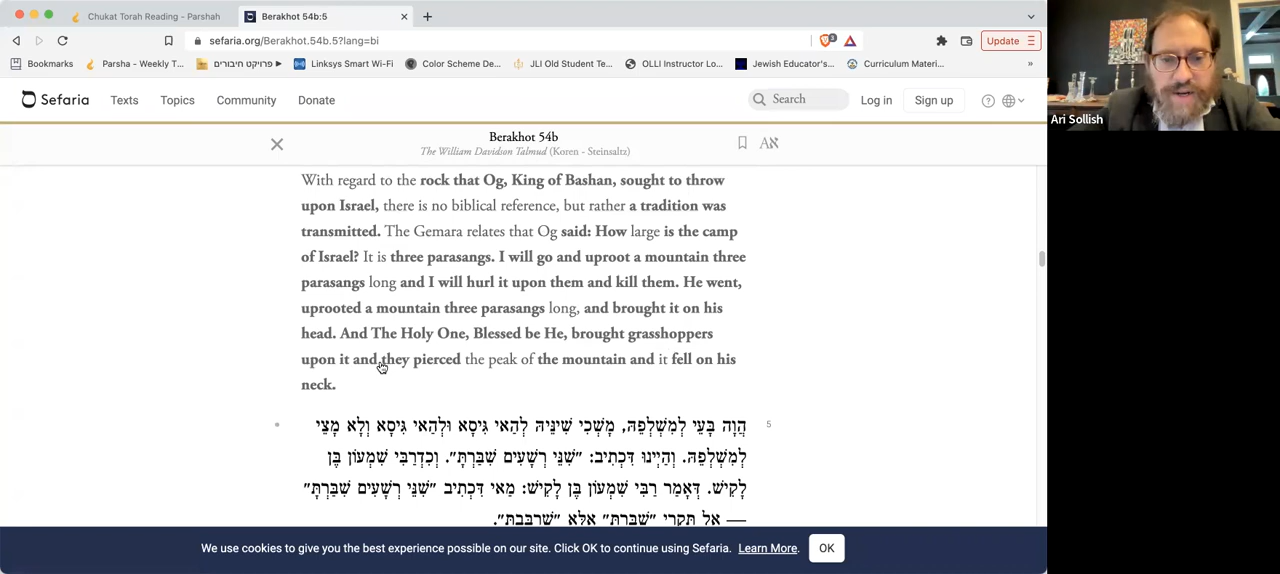 Chukat Torah Reading - Parshah
Berakhot 54b:5
sefaria.org/Berakhot.54b.5?lang=bi
Update
Bookmarks
Parsha - Weekly T...
פרויקט חיבורים
Linksys Smart Wi-Fi
Color Scheme De...
JLI Old Student Te...
OLLI Instructor Lo...
Jewish Educator's...
Curriculum Materi...
»
Sefaria
Texts
Topics
Community
Donate
Search
Log in
Sign up
Ari Sollish
Berakhot 54b
The William Davidson Talmud (Koren - Steinsaltz)
With regard to the rock that Og, King of Bashan, sought to throw
upon Israel, there is no biblical reference, but rather a tradition was
transmitted. The Gemara relates that Og said: How large is the camp
of Israel? It is three parasangs. I will go and uproot a mountain three
parasangs long and I will hurl it upon them and kill them. He went,
uprooted a mountain three parasangs long, and brought it on his
head. And The Holy One, Blessed be He, brought grasshoppers
upon it and they pierced the peak of the mountain and it fell on his
neck.
הֲוָה בָּעֵי לְמִשְׁלְפַהּ, מָשְׁכִי שִׁינֵּיהּ לְהַאי גִּיסָא וּלְהַאי גִּיסָא וְלָא מָצֵי
5
לְמִשְׁלְפַהּ. וְהַיְינוּ דִּכְתִיב: ״שִׁנֵּי רְשָׁעִים שִׁבַּרְתָּ״. וְכִדְרַבִּי שִׁמְעוֹן בֶּן
לָקִישׁ. דְּאָמַר רַבִּי שִׁמְעוֹן בֶּן לָקִישׁ: מַאי דִּכְתִיב ״שִׁנֵּי רְשָׁעִים שִׁבַּרְתָּ״
— אַל תִּקְרֵי ״שִׁבַּרְתָּ״ אֶלָּא ״שֶׁרִבַּבְתָּ״.
We use cookies to give you the best experience possible on our site. Click OK to continue using Sefaria. Learn More.
OK